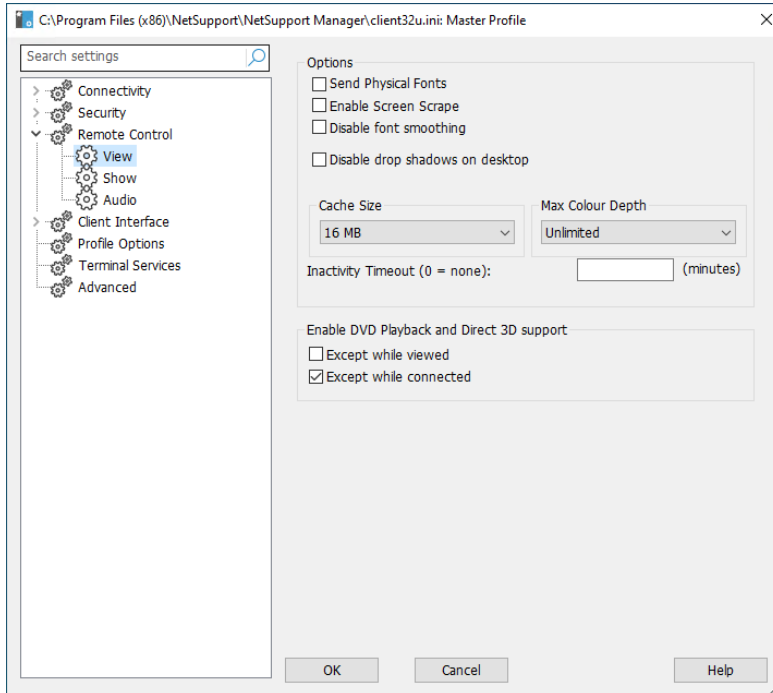 C:\Program Files (x86)\NetSupport\NetSupport Manager\client32u.ini: Master Profile
Search settings
Connectivity
Security
Remote Control
View
Show
Audio
Client Interface
Profile Options
Terminal Services
Advanced
Options
Send Physical Fonts
Enable Screen Scrape
Disable font smoothing
Disable drop shadows on desktop
Cache Size
16 MB
Max Colour Depth
Unlimited
Inactivity Timeout (0 = none): (minutes)
Enable DVD Playback and Direct 3D support
Except while viewed
Except while connected
OK Cancel Help